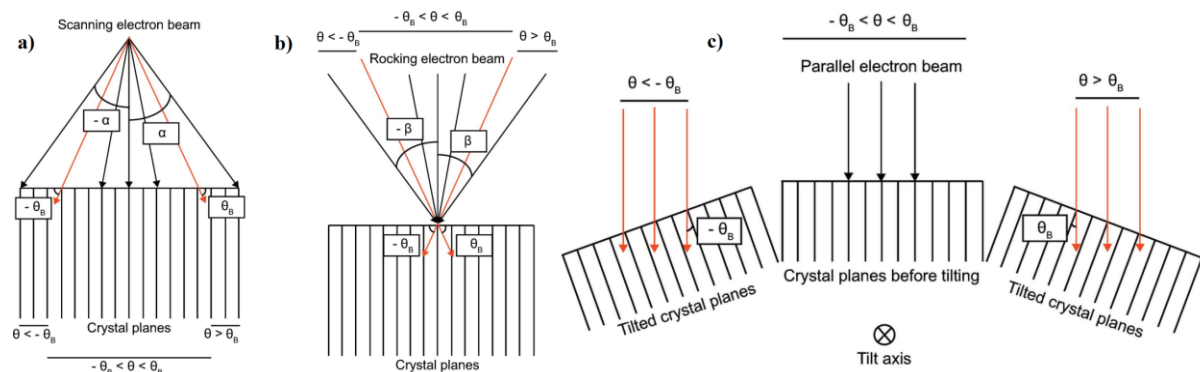 a)
Scanning electron beam
- α
α
- θB
θB
θ < - θB
Crystal planes
θ > θB
- θB < θ < θB
b)
- θB < θ < θB
θ < - θB
θ > θB
Rocking electron beam
- β
β
- θB
θB
Crystal planes
c)
- θB < θ < θB
Parallel electron beam
θ < - θB
θ > θB
- θB
θB
Crystal planes before tilting
Tilted crystal planes
Tilted crystal planes
Tilt axis